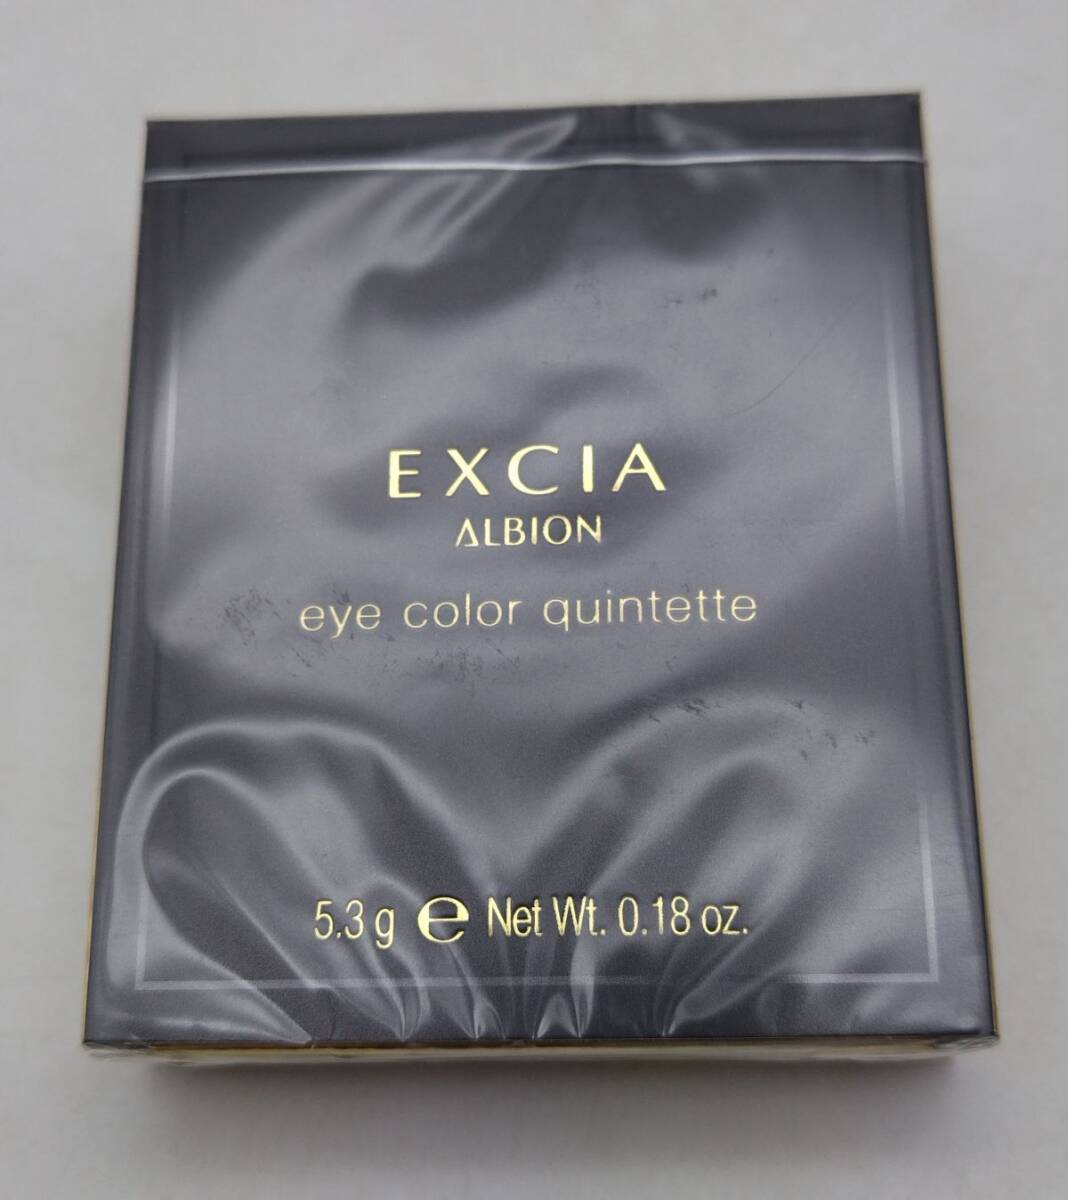 EXCIA
ALBION
eye color quintette
5.3 g ℮ Net Wt. 0.18 oz.